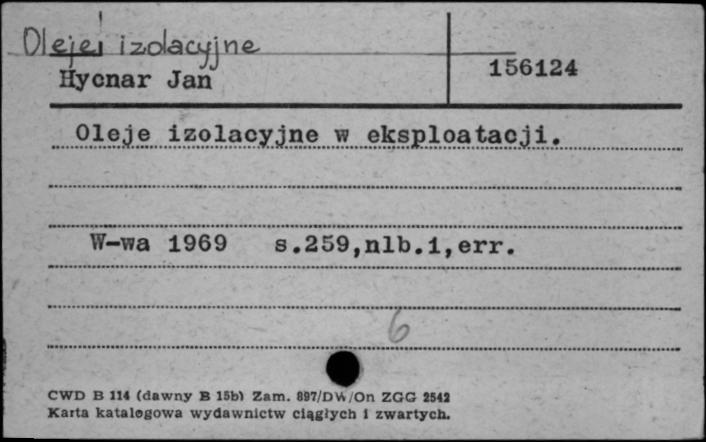 Oleje izolacyjne
Hycnar Jan
156124
Oleje izolacyjne w eksploatacji.
W-wa 1969 s.259,nlb.1,err.
6
CWD B 114 (dawny B 15b) Zam. 897/DW/On ZGG 2542
Karta katalogowa wydawnictw ciągłych i zwartych.